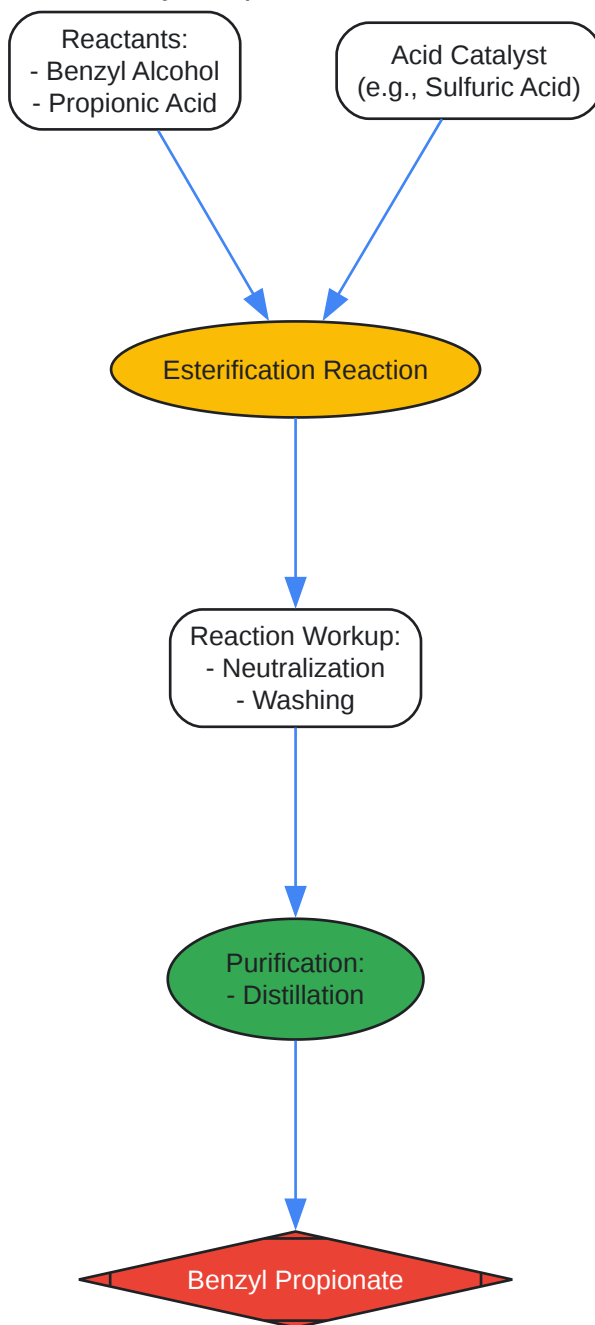 Reactants:
- Benzyl Alcohol
- Propionic Acid
Acid Catalyst
(e.g., Sulfuric Acid)
Esterification Reaction
Reaction Workup:
- Neutralization
- Washing
Purification:
- Distillation
Benzyl Propionate